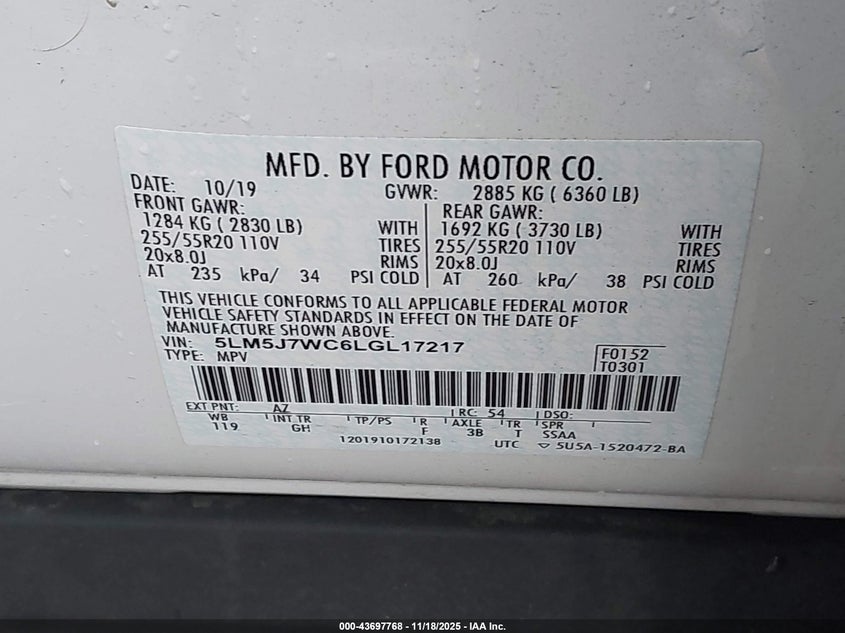 MFD. BY FORD MOTOR CO.
DATE: 10/19 GVWR: 2885 KG ( 6360 LB)
FRONT GAWR: REAR GAWR:
1284 KG ( 2830 LB) WITH 1692 KG ( 3730 LB) WITH
255/55R20 110V TIRES 255/55R20 110V TIRES
20x8.0J RIMS 20x8.0J RIMS
AT 235 kPa/ 34 PSI COLD AT 260 kPa/ 38 PSI COLD
THIS VEHICLE CONFORMS TO ALL APPLICABLE FEDERAL MOTOR
VEHICLE SAFETY STANDARDS IN EFFECT ON THE DATE OF
MANUFACTURE SHOWN ABOVE.
VIN: 5LM5J7WC6LGL17217
TYPE: MPV
F0152
T0301
EXT PNT: AZ RC: 54 DSO:
WB INT TR TP/PS R AXLE TR SPR
119 GH F 3B T SSAA
1201910172138 UTC ▽ 5U5A-1520472-BA
000-43697768 - 11/18/2025 - IAA Inc.